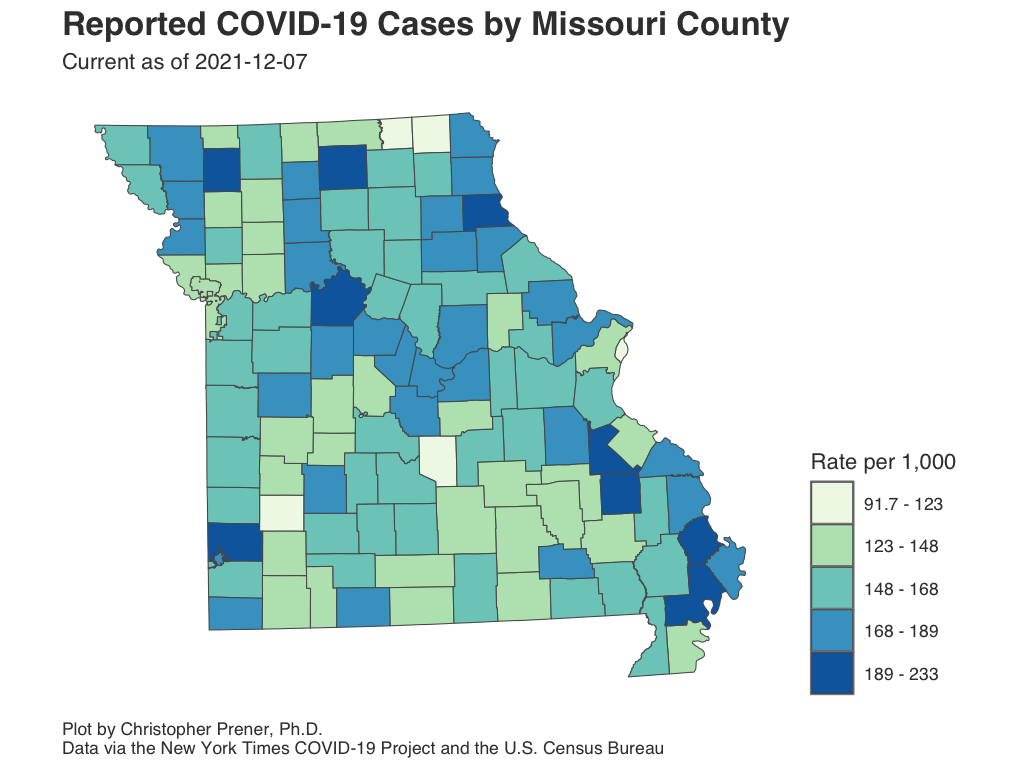 Reported COVID-19 Cases by Missouri County
Current as of 2021-12-07
Rate per 1,000
91.7 - 123
123 - 148
148 - 168
168 - 189
189 - 233
Plot by Christopher Prener, Ph.D.
Data via the New York Times COVID-19 Project and the U.S. Census Bureau